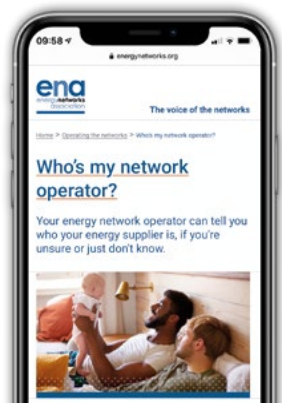 09:58
energynetworks.org
ena
energynetworks
association
The voice of the networks
Home > Operating the networks > Who's my network operator?
Who's my network
operator?
Your energy network operator can tell you
who your energy supplier is, if you're
unsure or just don't know.